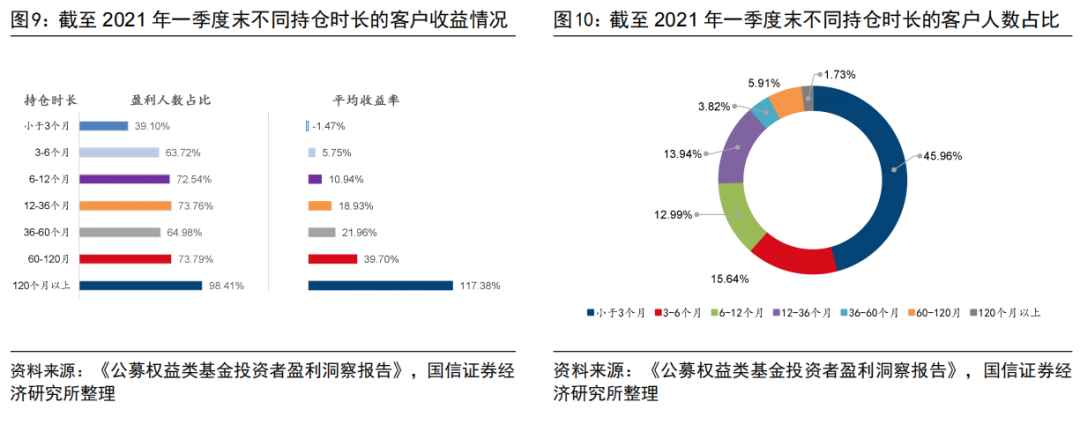 图9：截至 2021 年一季度末不同持仓时长的客户收益情况
持仓时长 盈利人数占比 平均收益率
小于3个月 39.10% -1.47%
3-6个月 63.72% 5.75%
6-12个月 72.54% 10.94%
12-36个月 73.76% 18.93%
36-60个月 64.98% 21.96%
60-120月 73.79% 39.70%
120个月以上 98.41% 117.38%
资料来源：《公募权益类基金投资者盈利洞察报告》，国信证券经
济研究所整理
图10：截至 2021 年一季度末不同持仓时长的客户人数占比
1.73%
5.91%
3.82%
13.94%
45.96%
12.99%
15.64%
小于3个月 3-6个月 6-12个月 12-36个月 36-60个月 60-120月 120个月以上
资料来源：《公募权益类基金投资者盈利洞察报告》，国信证券经
济研究所整理